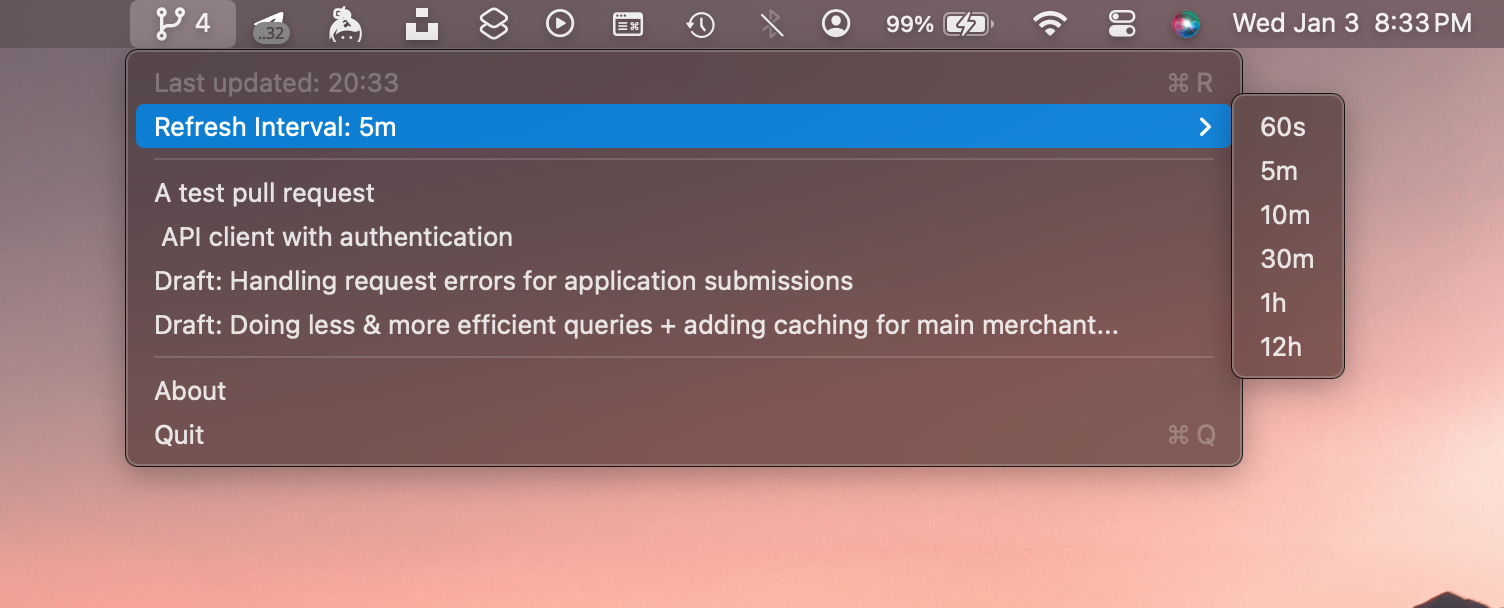 4 ..32 99% Wed Jan 3 8:33 PM
Last updated: 20:33 ⌘ R
Refresh Interval: 5m
60s
5m
10m
30m
1h
12h
A test pull request
API client with authentication
Draft: Handling request errors for application submissions
Draft: Doing less & more efficient queries + adding caching for main merchant...
About
Quit ⌘ Q